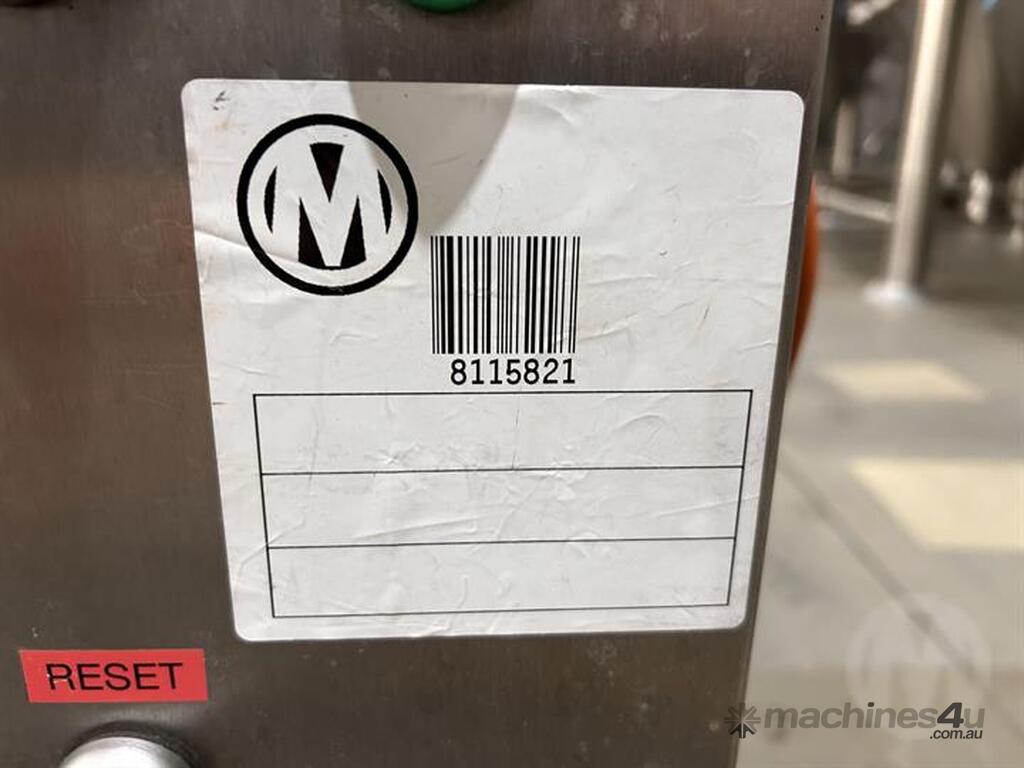 M
8115821
RESET
machines4u
.com.au
M